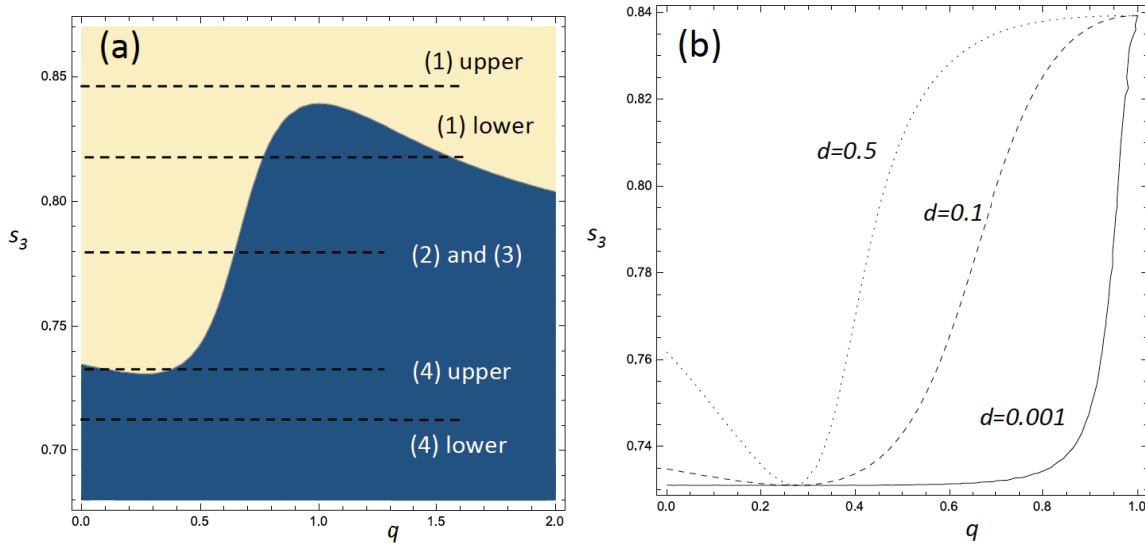 (a)
(1) upper
(1) lower
(2) and (3)
(4) upper
(4) lower
0.85
0.80
0.75
0.70
s3
0.0
0.5
1.0
1.5
2.0
q
(b)
d=0.5
d=0.1
d=0.001
0.84
0.82
0.80
0.78
0.76
0.74
s3
0.0
0.2
0.4
0.6
0.8
1.0
q